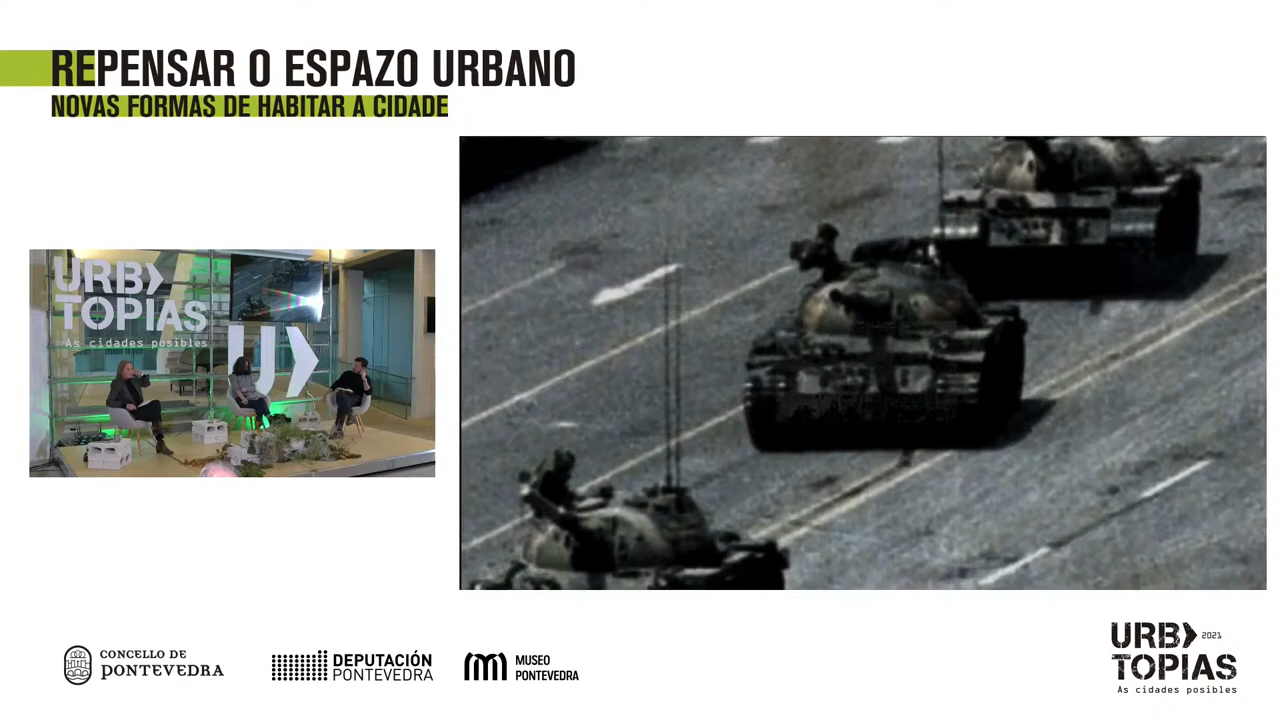 REPENSAR O ESPAZO URBANO
NOVAS FORMAS DE HABITAR A CIDADE
URB
TOPIAS
As cidades posibles
U
CONCELLO DE
PONTEVEDRA
DEPUTACIÓN
PONTEVEDRA
MUSEO
PONTEVEDRA
URB 2021
TOPIAS
As cidades posibles